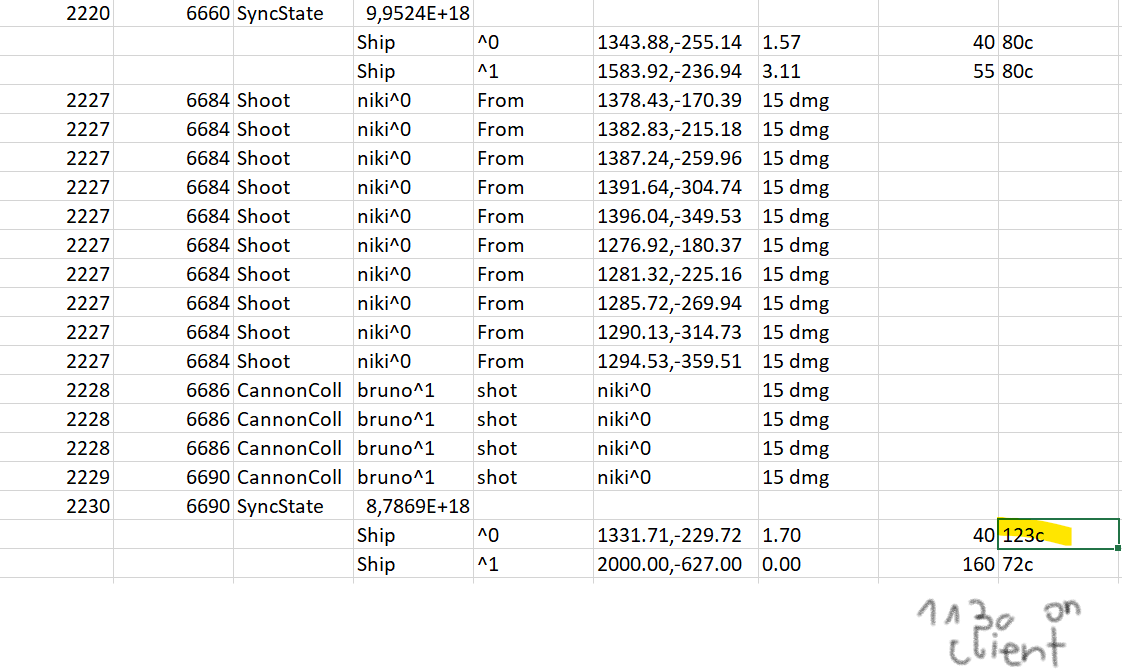 2220 6660 SyncState 9,9524E+18
Ship ^0 1343.88,-255.14 1.57 40 80c
Ship ^1 1583.92,-236.94 3.11 55 80c
2227 6684 Shoot niki^0 From 1378.43,-170.39 15 dmg
2227 6684 Shoot niki^0 From 1382.83,-215.18 15 dmg
2227 6684 Shoot niki^0 From 1387.24,-259.96 15 dmg
2227 6684 Shoot niki^0 From 1391.64,-304.74 15 dmg
2227 6684 Shoot niki^0 From 1396.04,-349.53 15 dmg
2227 6684 Shoot niki^0 From 1276.92,-180.37 15 dmg
2227 6684 Shoot niki^0 From 1281.32,-225.16 15 dmg
2227 6684 Shoot niki^0 From 1285.72,-269.94 15 dmg
2227 6684 Shoot niki^0 From 1290.13,-314.73 15 dmg
2227 6684 Shoot niki^0 From 1294.53,-359.51 15 dmg
2228 6686 CannonColl bruno^1 shot niki^0 15 dmg
2228 6686 CannonColl bruno^1 shot niki^0 15 dmg
2228 6686 CannonColl bruno^1 shot niki^0 15 dmg
2229 6690 CannonColl bruno^1 shot niki^0 15 dmg
2230 6690 SyncState 8,7869E+18
Ship ^0 1331.71,-229.72 1.70 40 123c
Ship ^1 2000.00,-627.00 0.00 160 72c
113c on
client